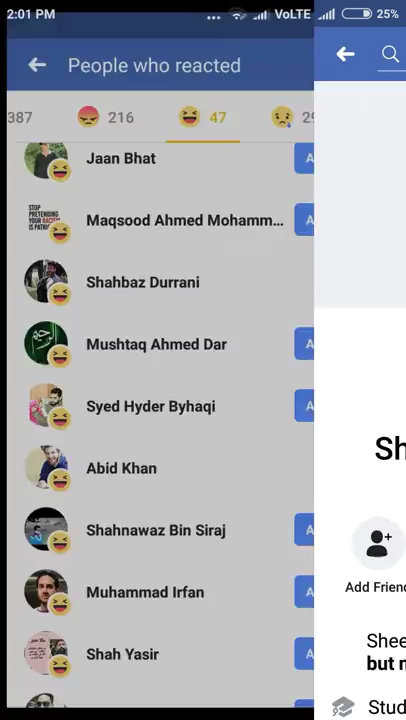 2:01 PM ... VoLTE 25%
People who reacted
387 216 47 29
Jaan Bhat A
STOP
PRETENDING
YOUR RACISM
IS PATRI
Maqsood Ahmed Mohamm... A
Shahbaz Durrani
Mushtaq Ahmed Dar A
Syed Hyder Byhaqi A
Abid Khan
Shahnawaz Bin Siraj A
Muhammad Irfan A
Shah Yasir A
Sh
Add Friend
Shee
but n
Stud